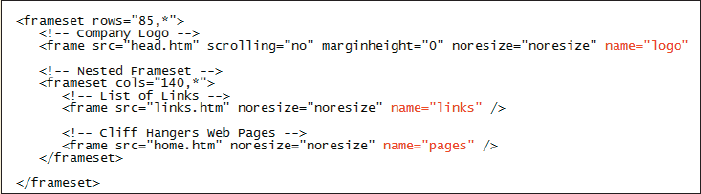 <frameset rows="85,*">
<!-- Company Logo -->
<frame src="head.htm" scrolling="no" marginheight="0" noresize="noresize" name="logo"
<!-- Nested Frameset -->
<frameset cols="140,*">
<!-- List of Links -->
<frame src="links.htm" noresize="noresize" name="links" />
<!-- Cliff Hangers Web Pages -->
<frame src="home.htm" noresize="noresize" name="pages" />
</frameset>
</frameset>